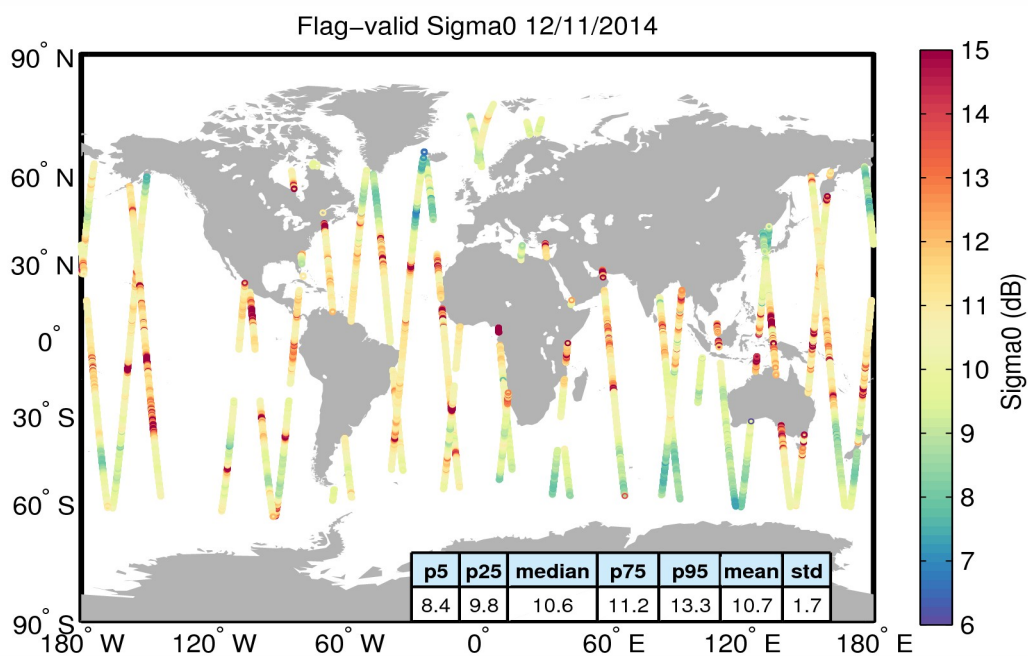 Flag−valid Sigma0 12/11/2014
90° N
60° N
30° N
0°
30° S
60° S
90° S
180° W
120° W
60° W
0°
60° E
120° E
180° E
15
14
13
12
11
10
9
8
7
6
Sigma0 (dB)
p5 p25 median p75 p95 mean std
8.4 9.8 10.6 11.2 13.3 10.7 1.7